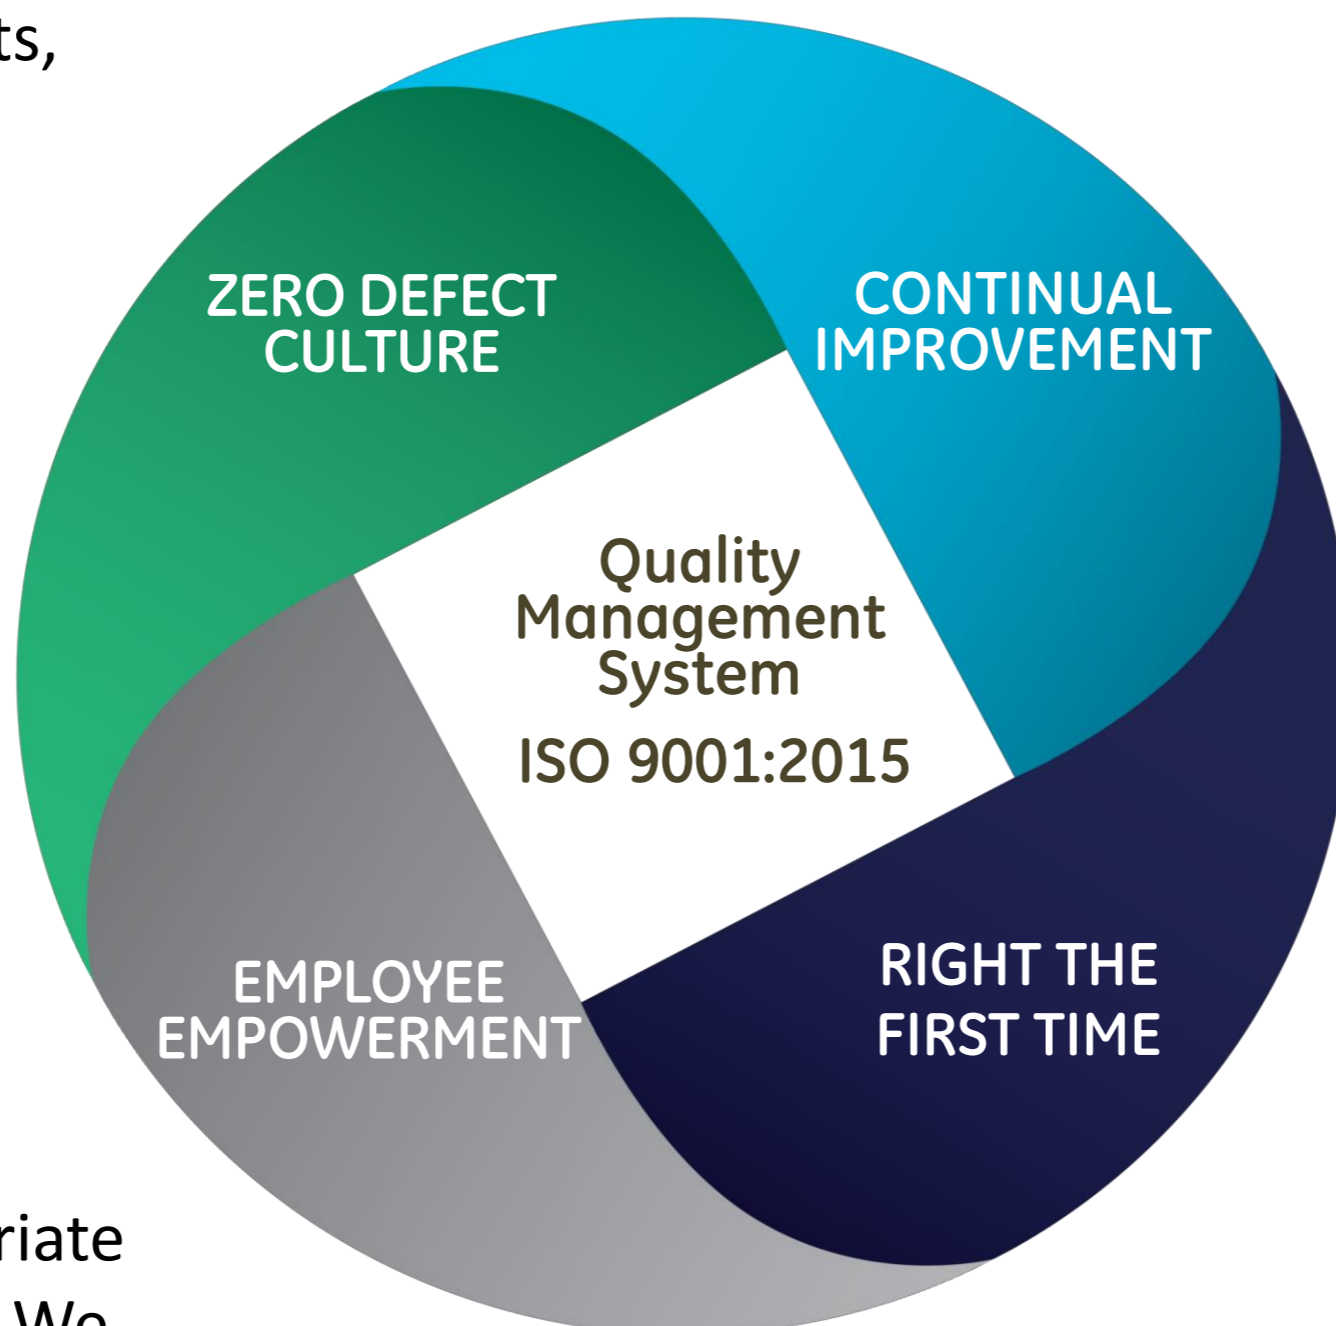 ts,
ZERO DEFECT
CULTURE
CONTINUAL
IMPROVEMENT
Quality
Management
System
ISO 9001:2015
EMPLOYEE
EMPOWERMENT
RIGHT THE
FIRST TIME
riate
We